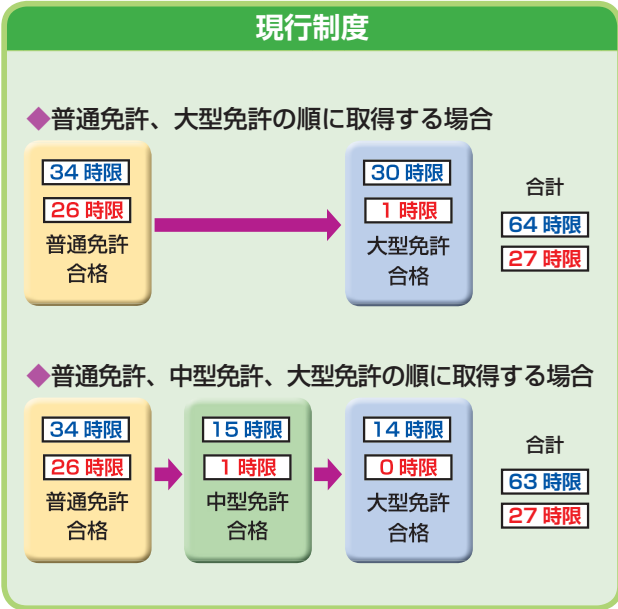 現行制度
◆普通免許、大型免許の順に取得する場合
34 時限
26 時限
普通免許
合格
30 時限
1 時限
大型免許
合格
合計
64 時限
27 時限
◆普通免許、中型免許、大型免許の順に取得する場合
34 時限
26 時限
普通免許
合格
15 時限
1 時限
中型免許
合格
14 時限
0 時限
大型免許
合格
合計
63 時限
27 時限